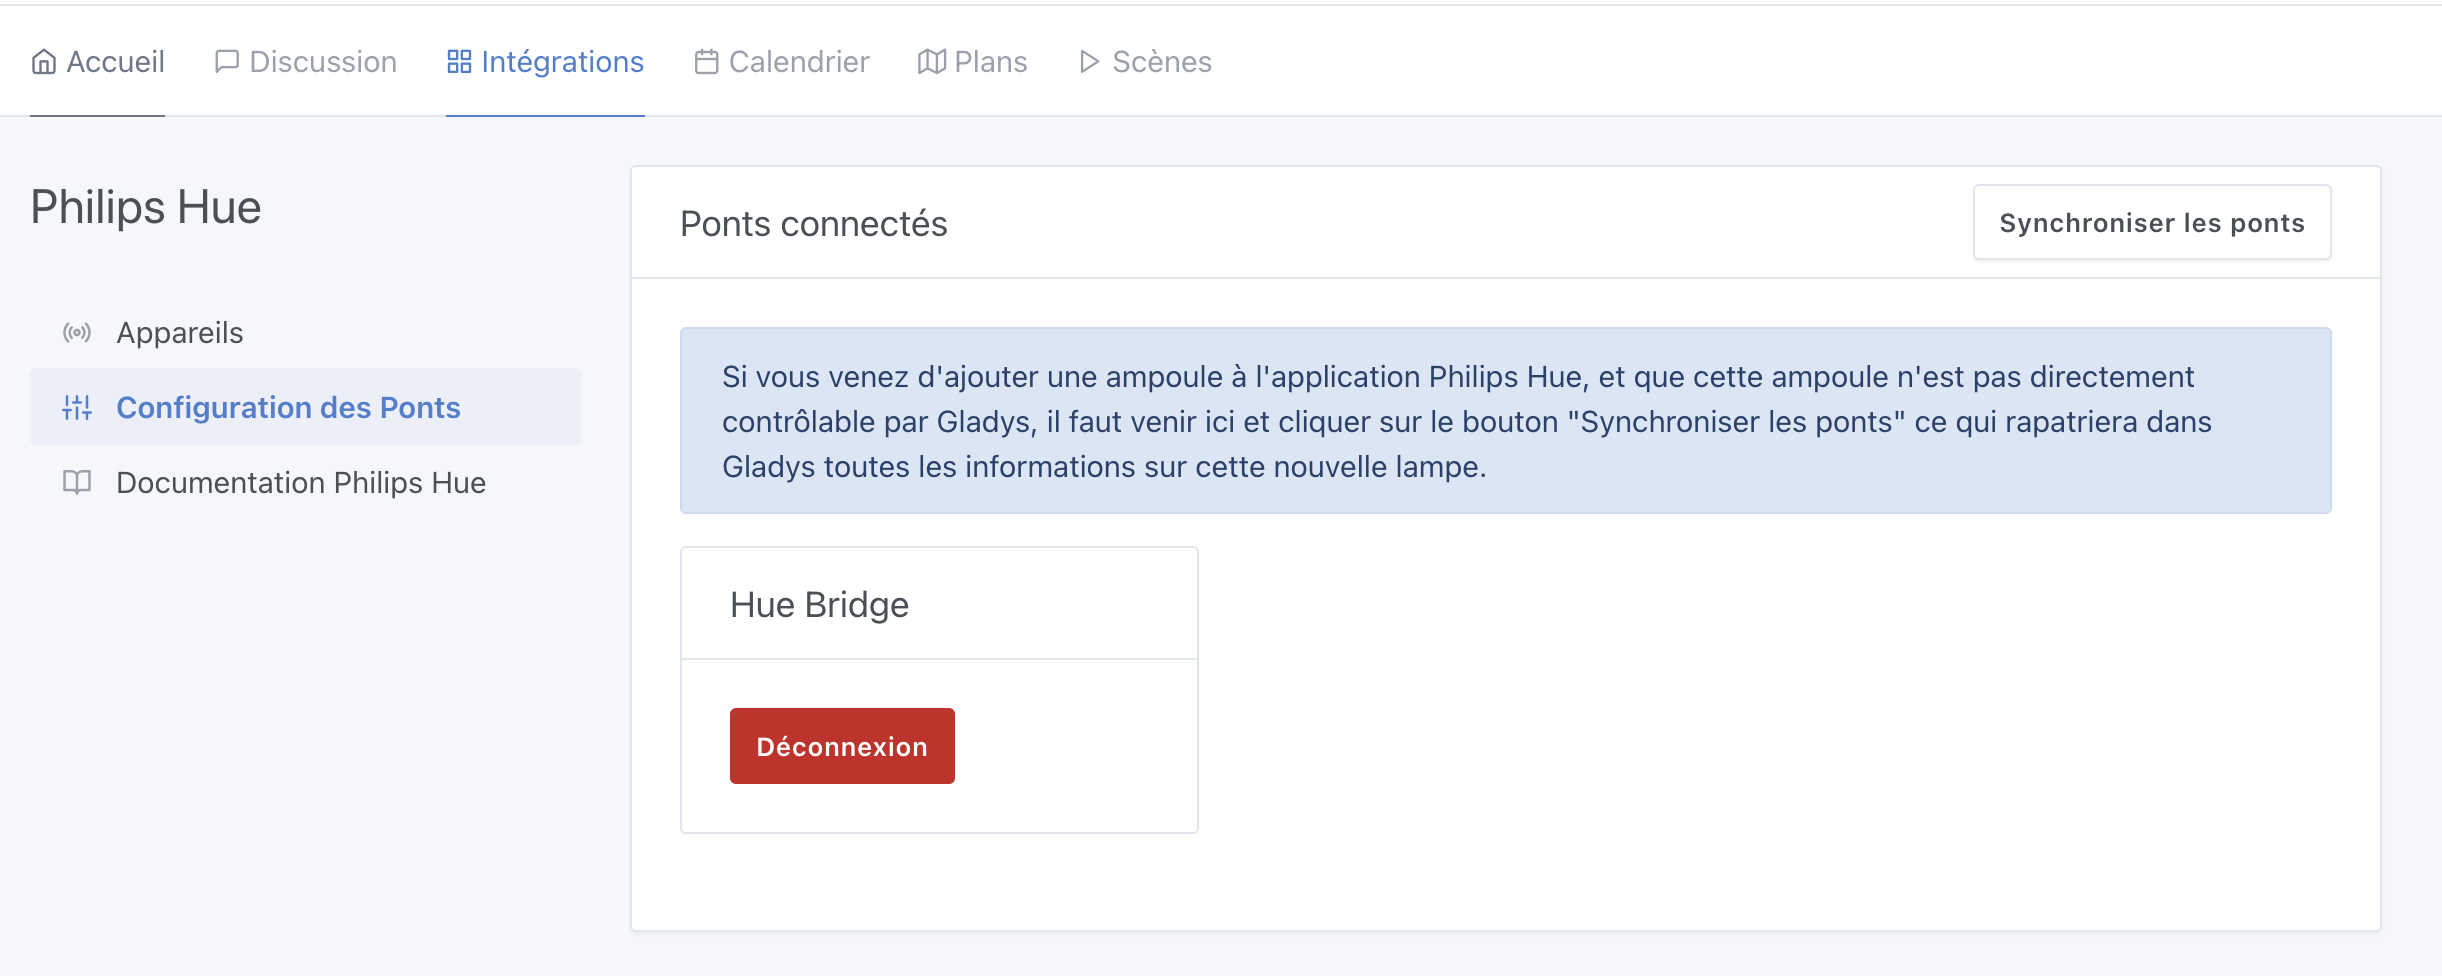 Accueil Discussion Intégrations Calendrier Plans Scènes
Philips Hue
Appareils
Configuration des Ponts
Documentation Philips Hue
Ponts connectés
Synchroniser les ponts
Si vous venez d'ajouter une ampoule à l'application Philips Hue, et que cette ampoule n'est pas directement
contrôlable par Gladys, il faut venir ici et cliquer sur le bouton "Synchroniser les ponts" ce qui rapatriera dans
Gladys toutes les informations sur cette nouvelle lampe.
Hue Bridge
Déconnexion